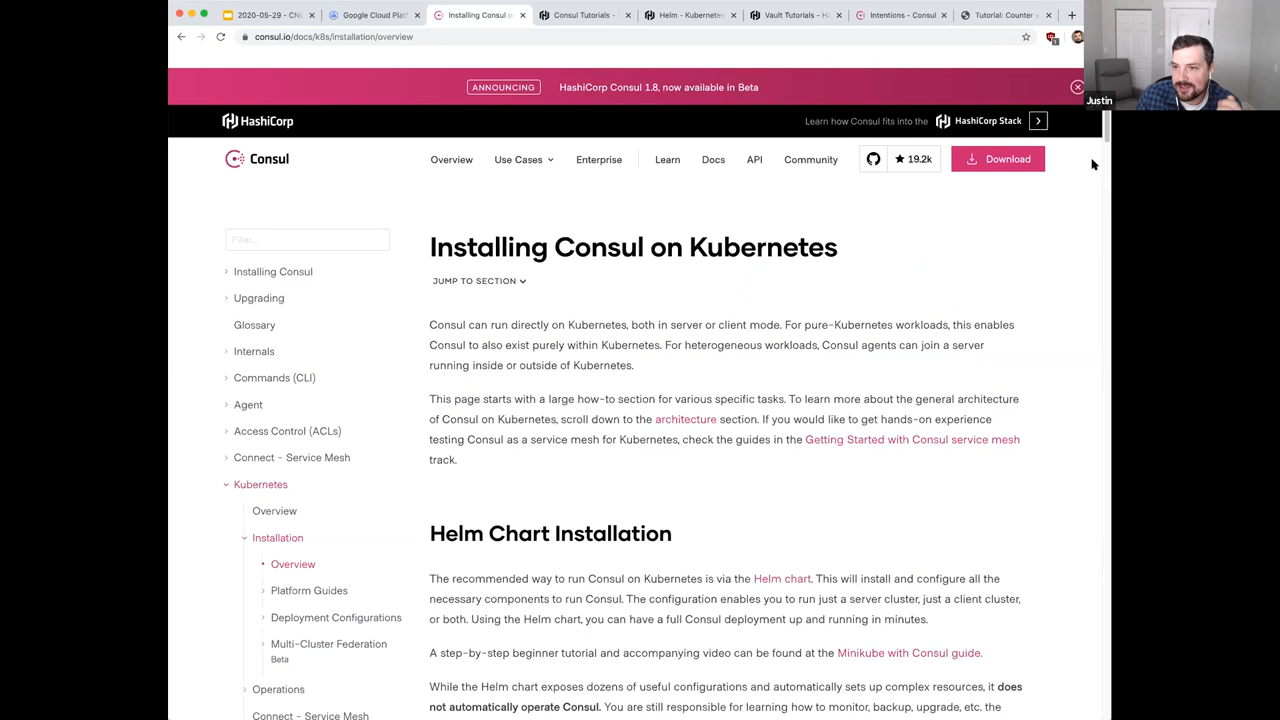 2020-05-29 - CN
Google Cloud Plat
Installing Consul o
Consul Tutorials -
Helm - Kubernetes
Vault Tutorials - Ha
Intentions - Consul
Tutorial: Counter
consul.io/docs/k8s/installation/overview
Justin
ANNOUNCING HashiCorp Consul 1.8, now available in Beta
HashiCorp
Learn how Consul fits into the HashiCorp Stack
Consul
Overview Use Cases Enterprise Learn Docs API Community 19.2k Download
Filter...
Installing Consul
Upgrading
Glossary
Internals
Commands (CLI)
Agent
Access Control (ACLs)
Connect - Service Mesh
Kubernetes
Overview
Installation
Overview
Platform Guides
Deployment Configurations
Multi-Cluster Federation
Beta
Operations
Connect - Service Mesh
Installing Consul on Kubernetes
JUMP TO SECTION
Consul can run directly on Kubernetes, both in server or client mode. For pure-Kubernetes workloads, this enables
Consul to also exist purely within Kubernetes. For heterogeneous workloads, Consul agents can join a server
running inside or outside of Kubernetes.
This page starts with a large how-to section for various specific tasks. To learn more about the general architecture
of Consul on Kubernetes, scroll down to the architecture section. If you would like to get hands-on experience
testing Consul as a service mesh for Kubernetes, check the guides in the Getting Started with Consul service mesh
track.
Helm Chart Installation
The recommended way to run Consul on Kubernetes is via the Helm chart. This will install and configure all the
necessary components to run Consul. The configuration enables you to run just a server cluster, just a client cluster,
or both. Using the Helm chart, you can have a full Consul deployment up and running in minutes.
A step-by-step beginner tutorial and accompanying video can be found at the Minikube with Consul guide.
While the Helm chart exposes dozens of useful configurations and automatically sets up complex resources, it does
not automatically operate Consul. You are still responsible for learning how to monitor, backup, upgrade, etc. the